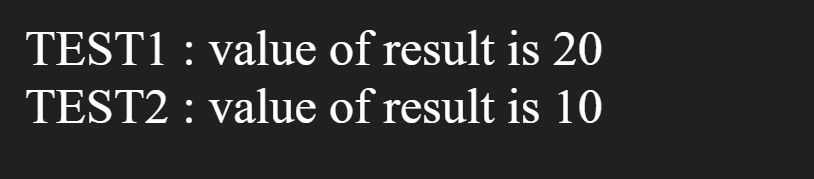 TEST1 : value of result is 20
TEST2 : value of result is 10